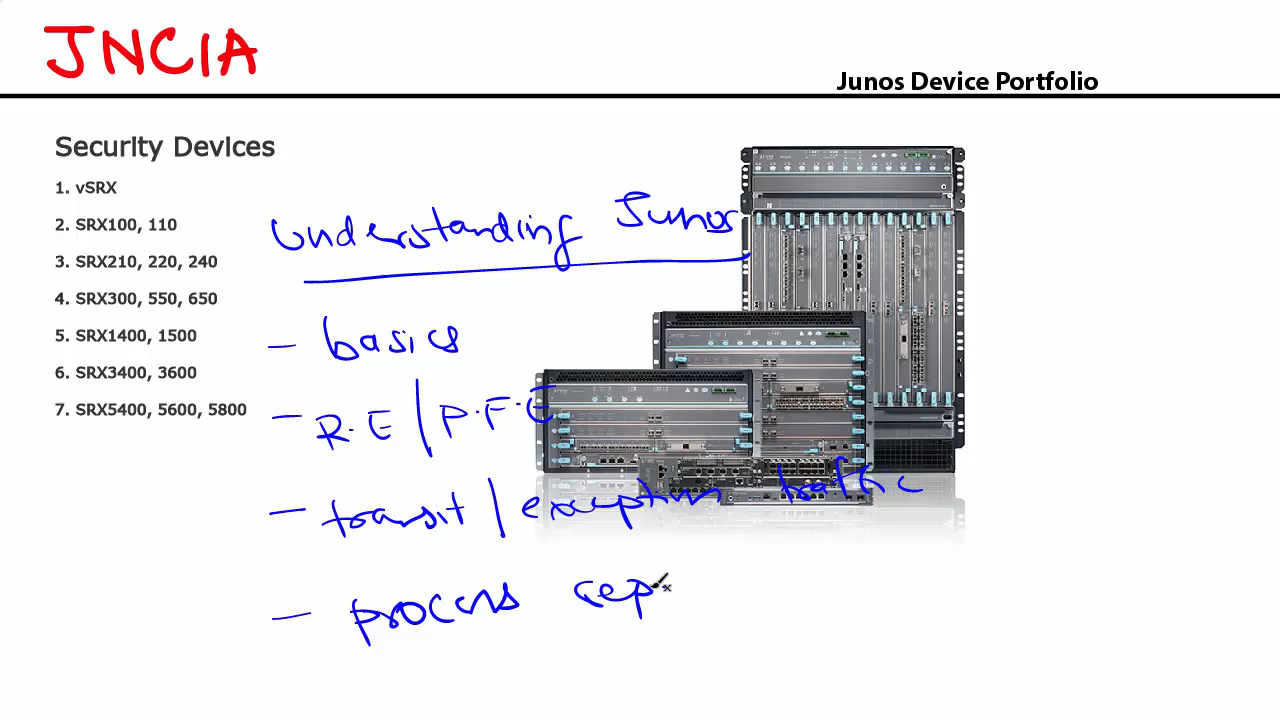 JNCIA
Junos Device Portfolio
Security Devices
1. vSRX
2. SRX100, 110
3. SRX210, 220, 240
4. SRX300, 550, 650
5. SRX1400, 1500
6. SRX3400, 3600
7. SRX5400, 5600, 5800
Understanding Junos
- basics
- R.E / P.F.E
- transit / exception traffic
- process sep